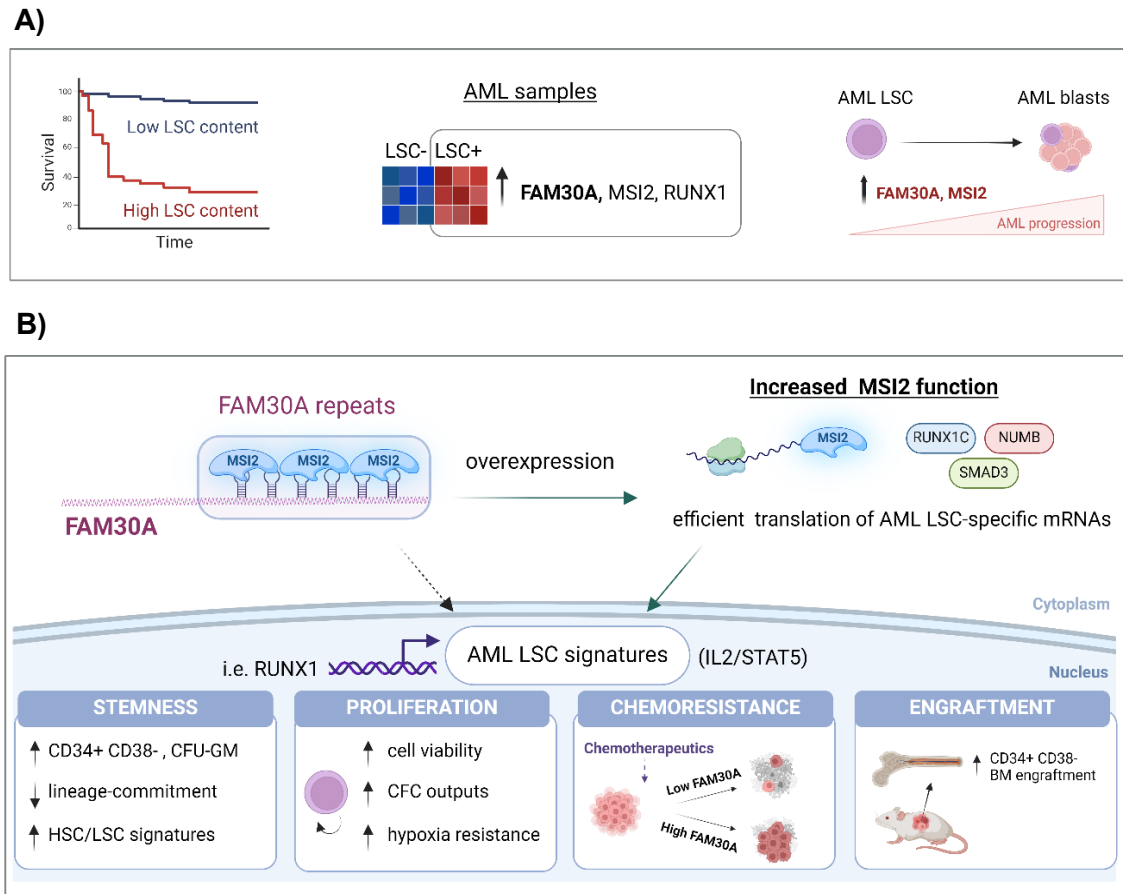 A)
100
80
60
40
20
0
Survival
Low LSC content
High LSC content
Time
AML samples
LSC- LSC+
FAM30A, MSI2, RUNX1
AML LSC
AML blasts
FAM30A, MSI2
AML progression
B)
FAM30A repeats
MSI2 MSI2 MSI2
FAM30A
overexpression
Increased MSI2 function
MSI2
RUNX1C
NUMB
SMAD3
efficient translation of AML LSC-specific mRNAs
Cytoplasm
i.e. RUNX1
AML LSC signatures
(IL2/STAT5)
Nucleus
STEMNESS
CD34+ CD38- , CFU-GM
lineage-commitment
HSC/LSC signatures
PROLIFERATION
cell viability
CFC outputs
hypoxia resistance
CHEMORESISTANCE
Chemotherapeutics
Low FAM30A
High FAM30A
ENGRAFTMENT
CD34+ CD38-
BM engraftment